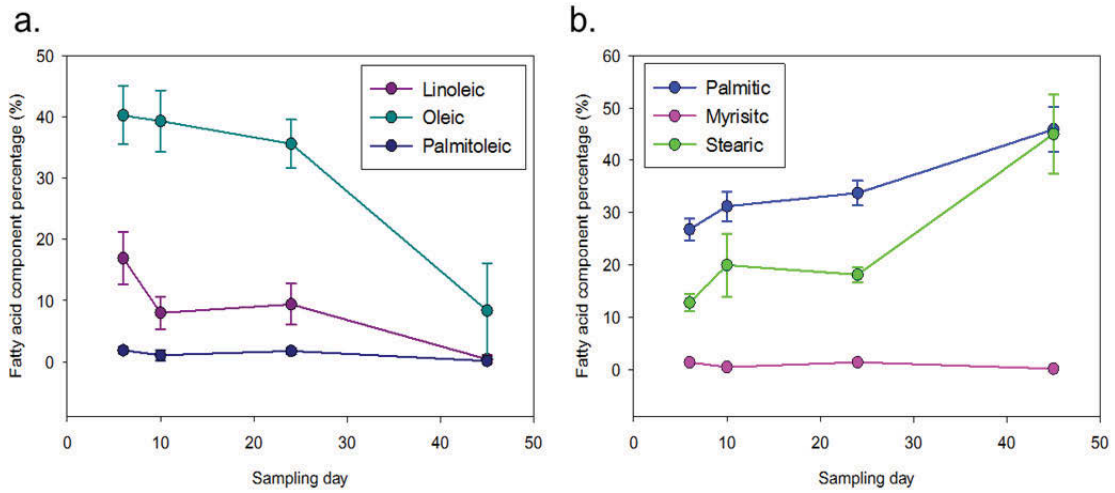 a.
Fatty acid component percentage (%)
50
40
30
20
10
0
Linoleic
Oleic
Palmitoleic
0 10 20 30 40 50
Sampling day
b.
Fatty acid component percentage (%)
60
50
40
30
20
10
0
Palmitic
Myrisitc
Stearic
0 10 20 30 40 50
Sampling day